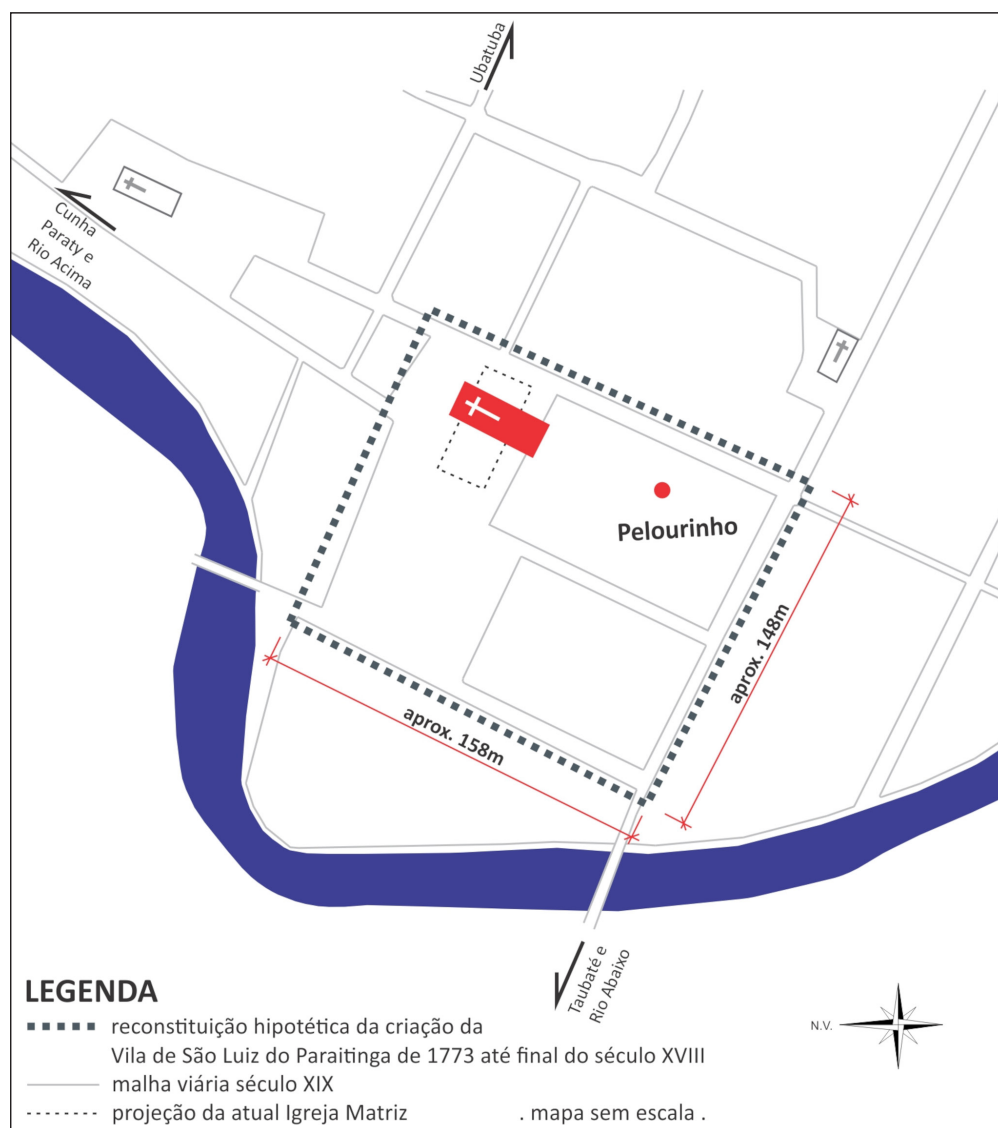 Ubatuba
Cunha
Paraty e
Rio Acima
Pelourinho
aprox. 148m
aprox. 158m
Taubaté e
Rio Abaixo
LEGENDA
reconstituição hipotética da criação da
Vila de São Luiz do Paraitinga de 1773 até final do século XVIII
malha viária século XIX
projeção da atual Igreja Matriz
. mapa sem escala .
N.V.